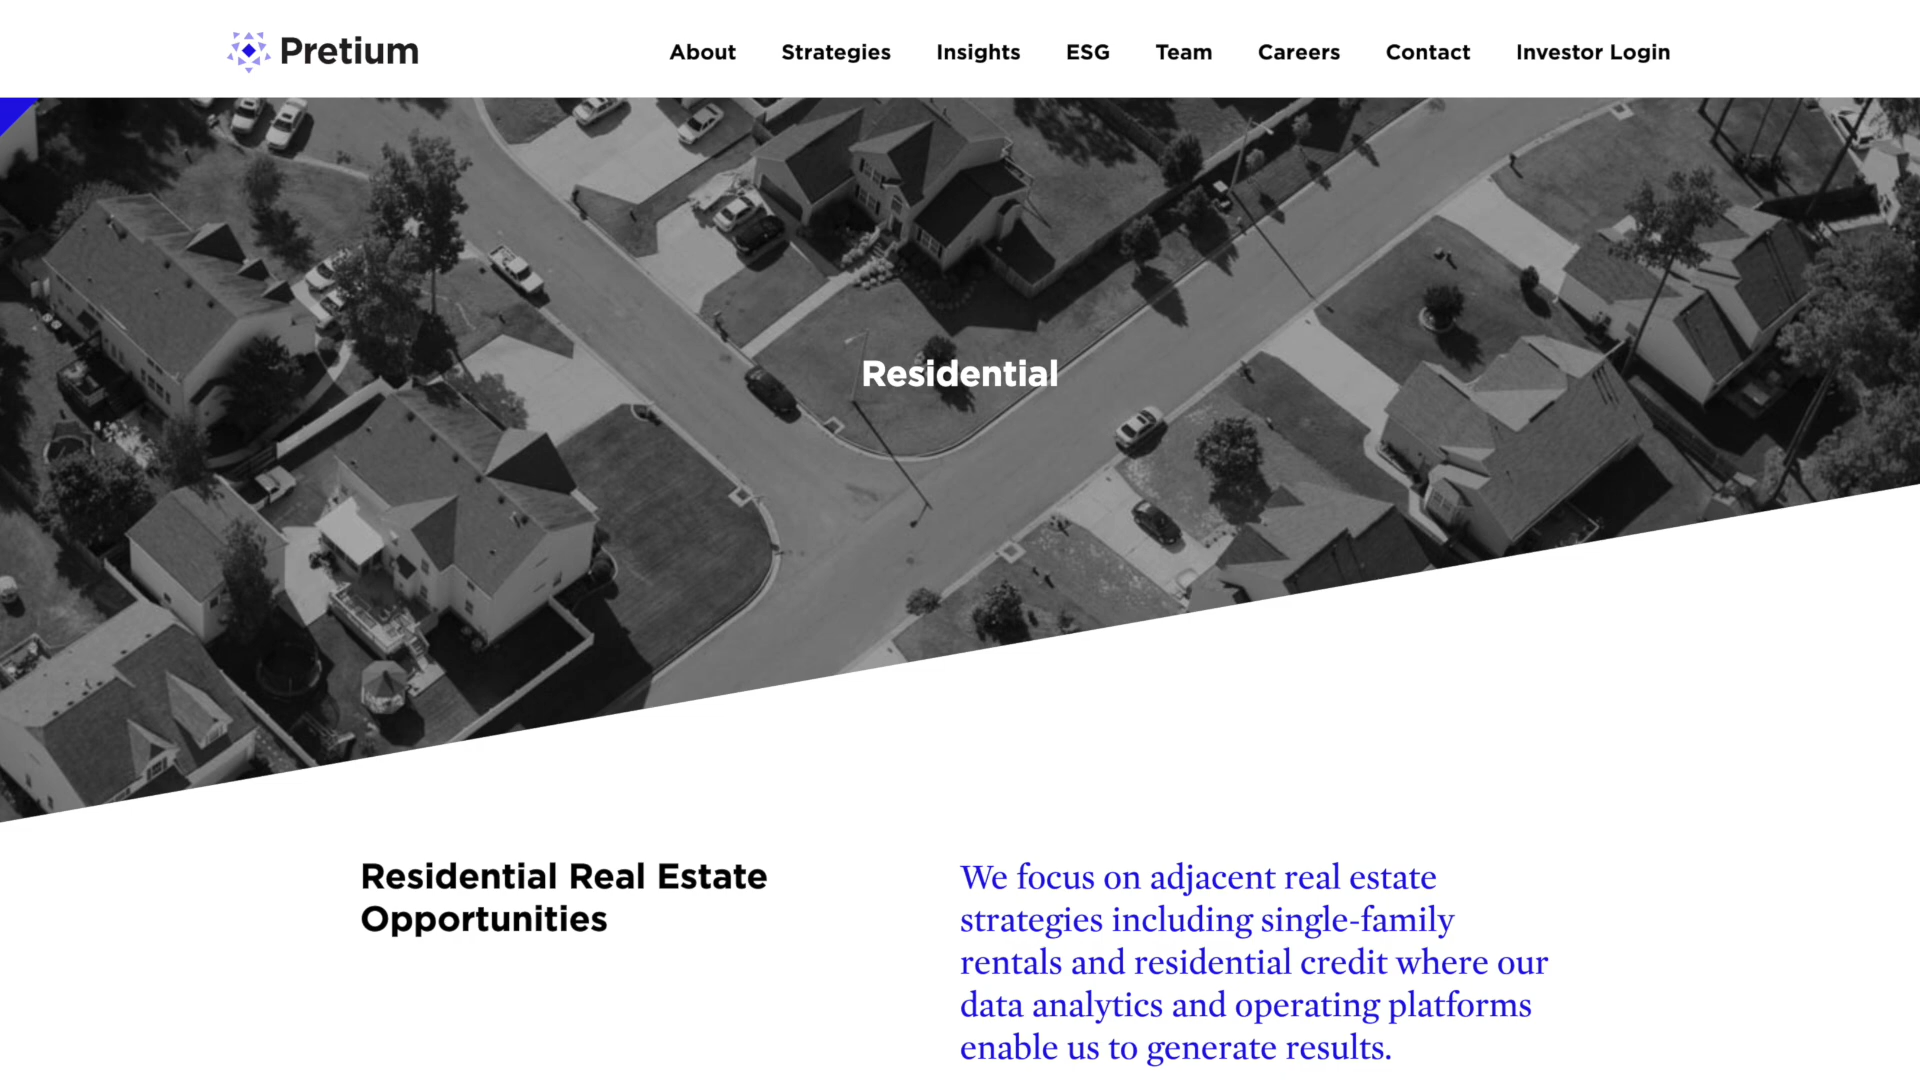 Pretium
About
Strategies
Insights
ESG
Team
Careers
Contact
Investor Login
Residential
Residential Real Estate
Opportunities
We focus on adjacent real estate
strategies including single-family
rentals and residential credit where our
data analytics and operating platforms
enable us to generate results.